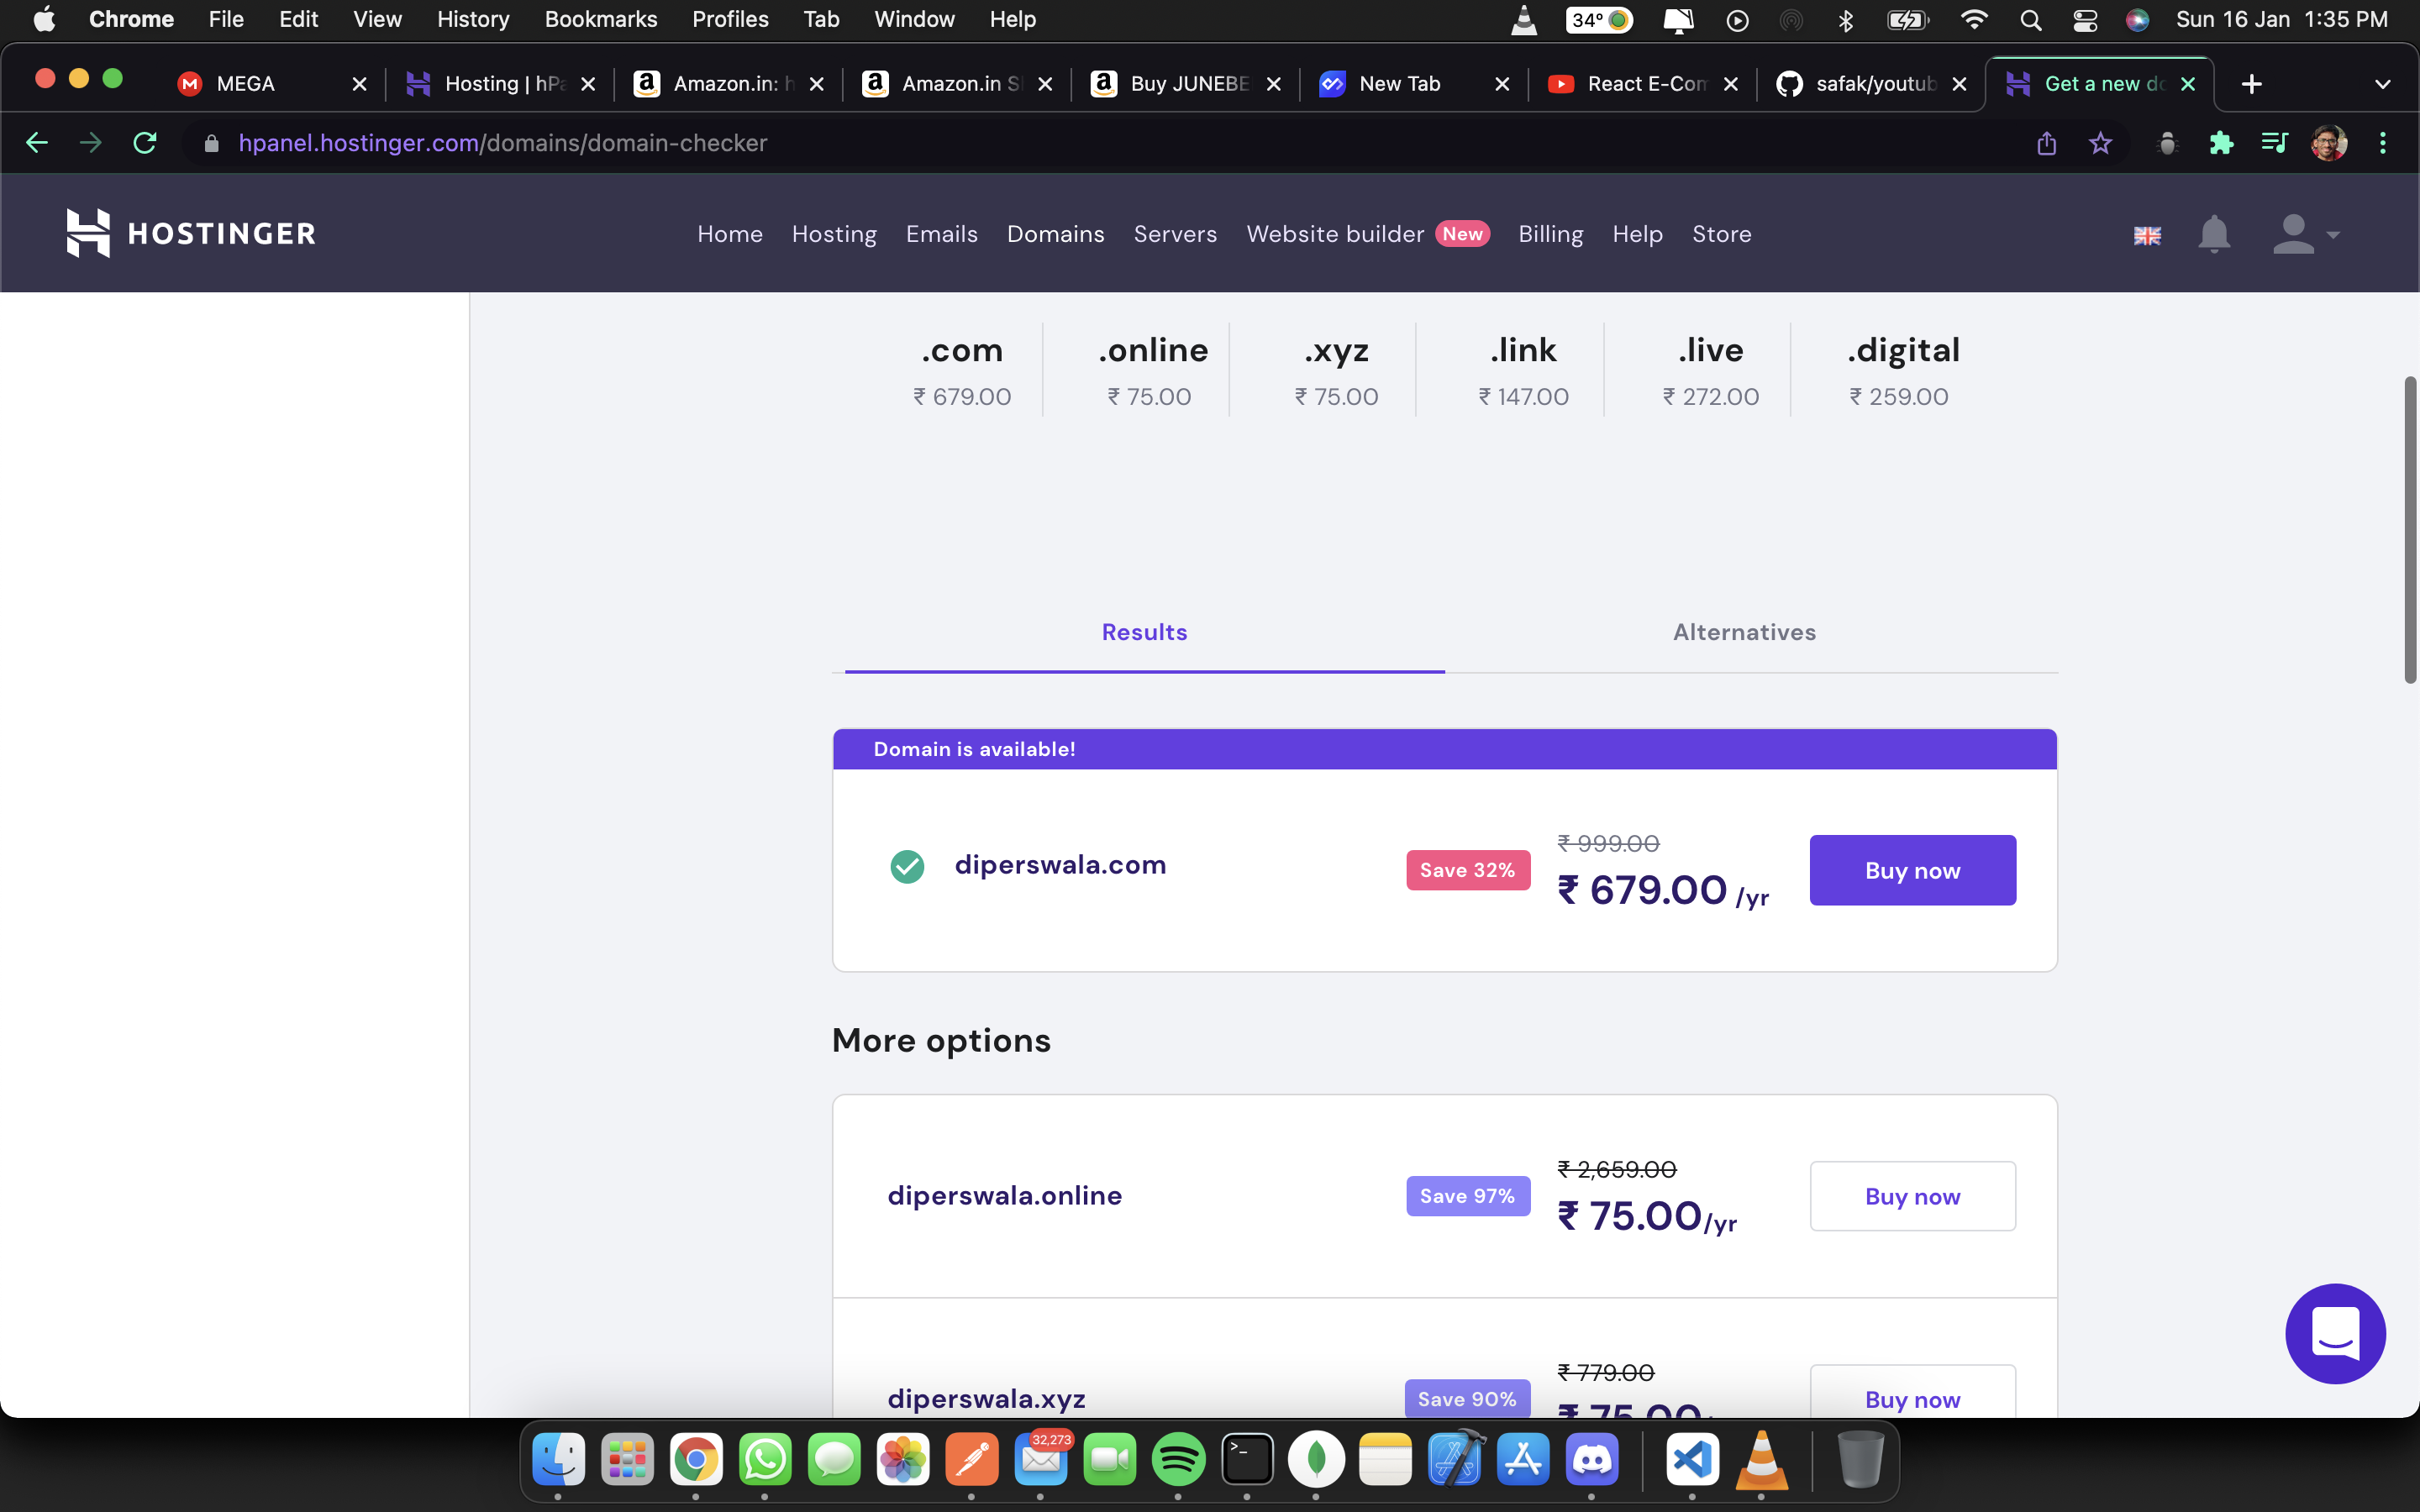 Chrome File Edit View History Bookmarks Profiles Tab Window Help 34° Sun 16 Jan 1:35 PM
MEGA Hosting | hPa Amazon.in: h Amazon.in S Buy JUNEBE New Tab React E-Com safak/youtub Get a new do
hpanel.hostinger.com/domains/domain-checker
HOSTINGER Home Hosting Emails Domains Servers Website builder New Billing Help Store
.com .online .xyz .link .live .digital
₹ 679.00 ₹ 75.00 ₹ 75.00 ₹ 147.00 ₹ 272.00 ₹ 259.00
Results Alternatives
Domain is available!
diperswala.com Save 32% ₹ 999.00
₹ 679.00 /yr Buy now
More options
diperswala.online Save 97% ₹ 2,659.00
₹ 75.00/yr Buy now
diperswala.xyz Save 90% ₹ 779.00
₹ 75.00 Buy now
32,273